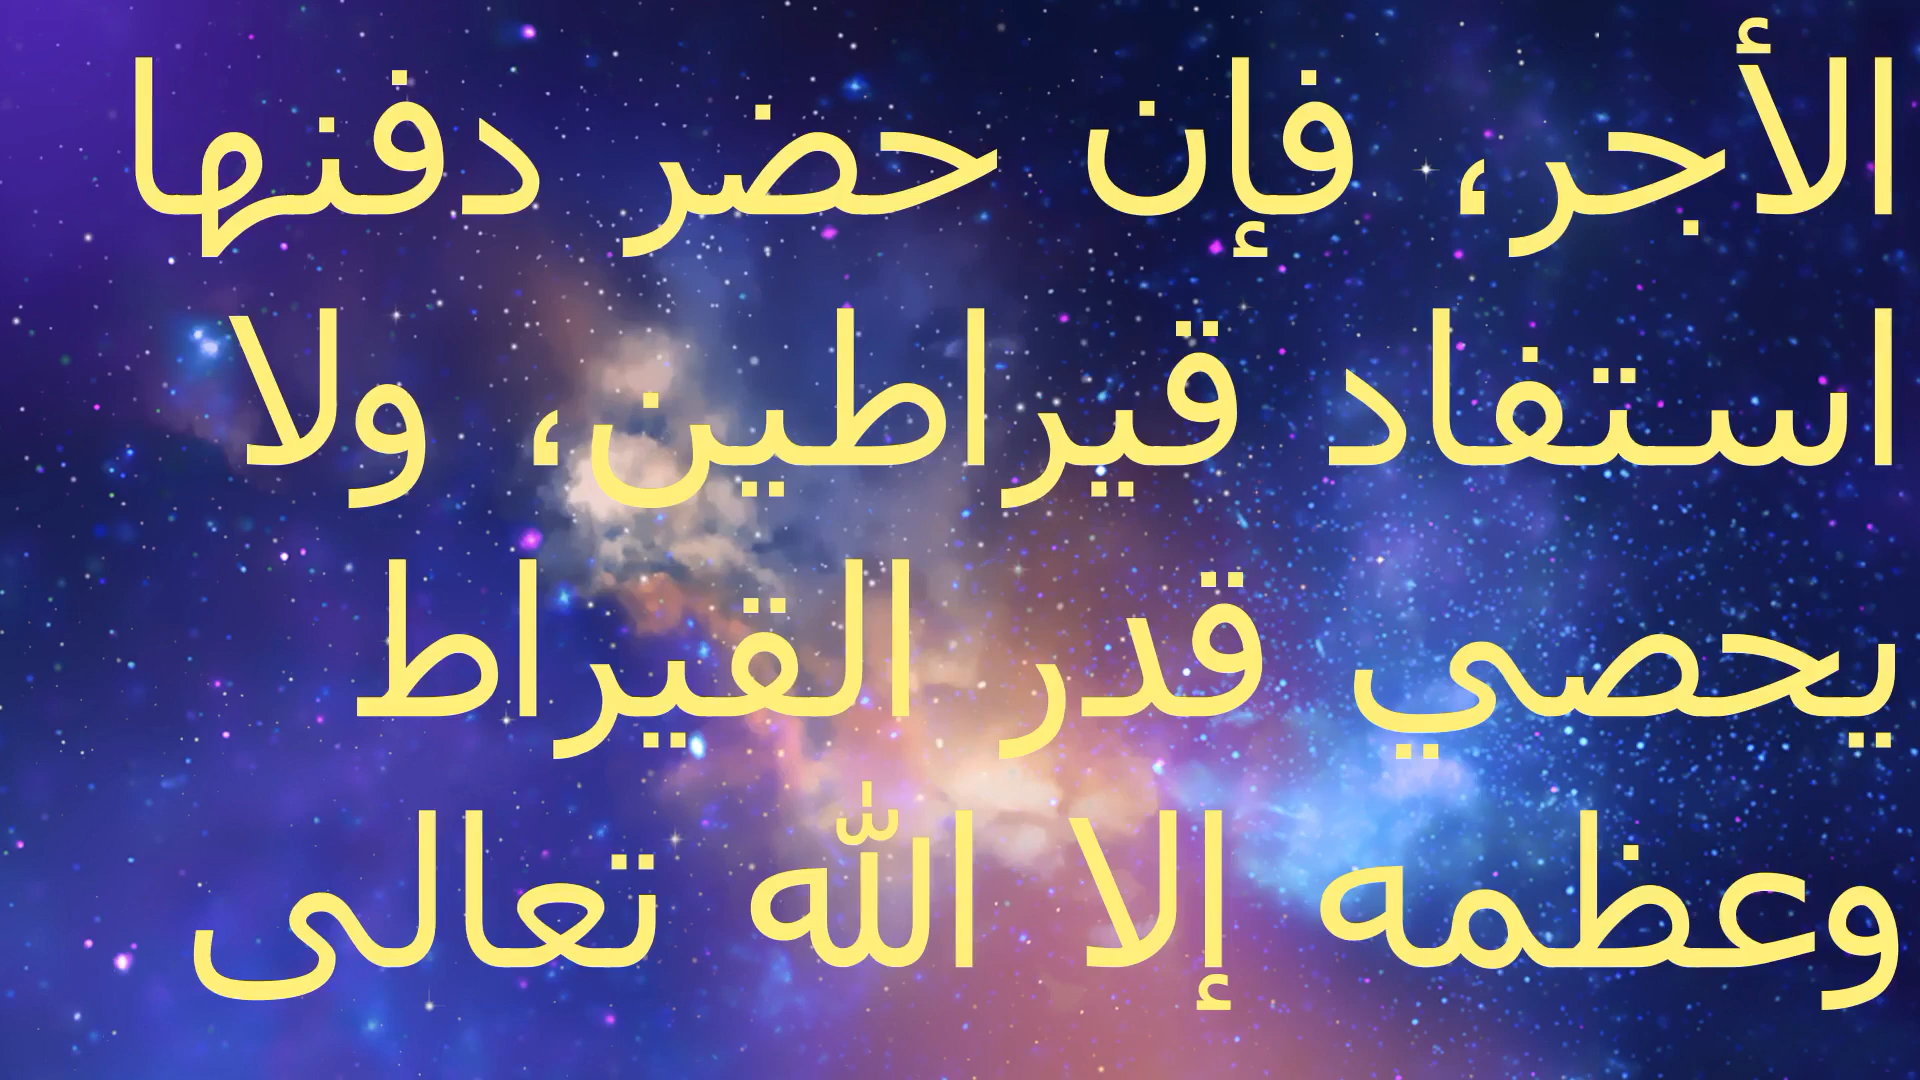 الأجر، فإن حضر دفنها
استفاد قيراطين، ولا
يحصي قدر القيراط
وعظمه إلا الله تعالى